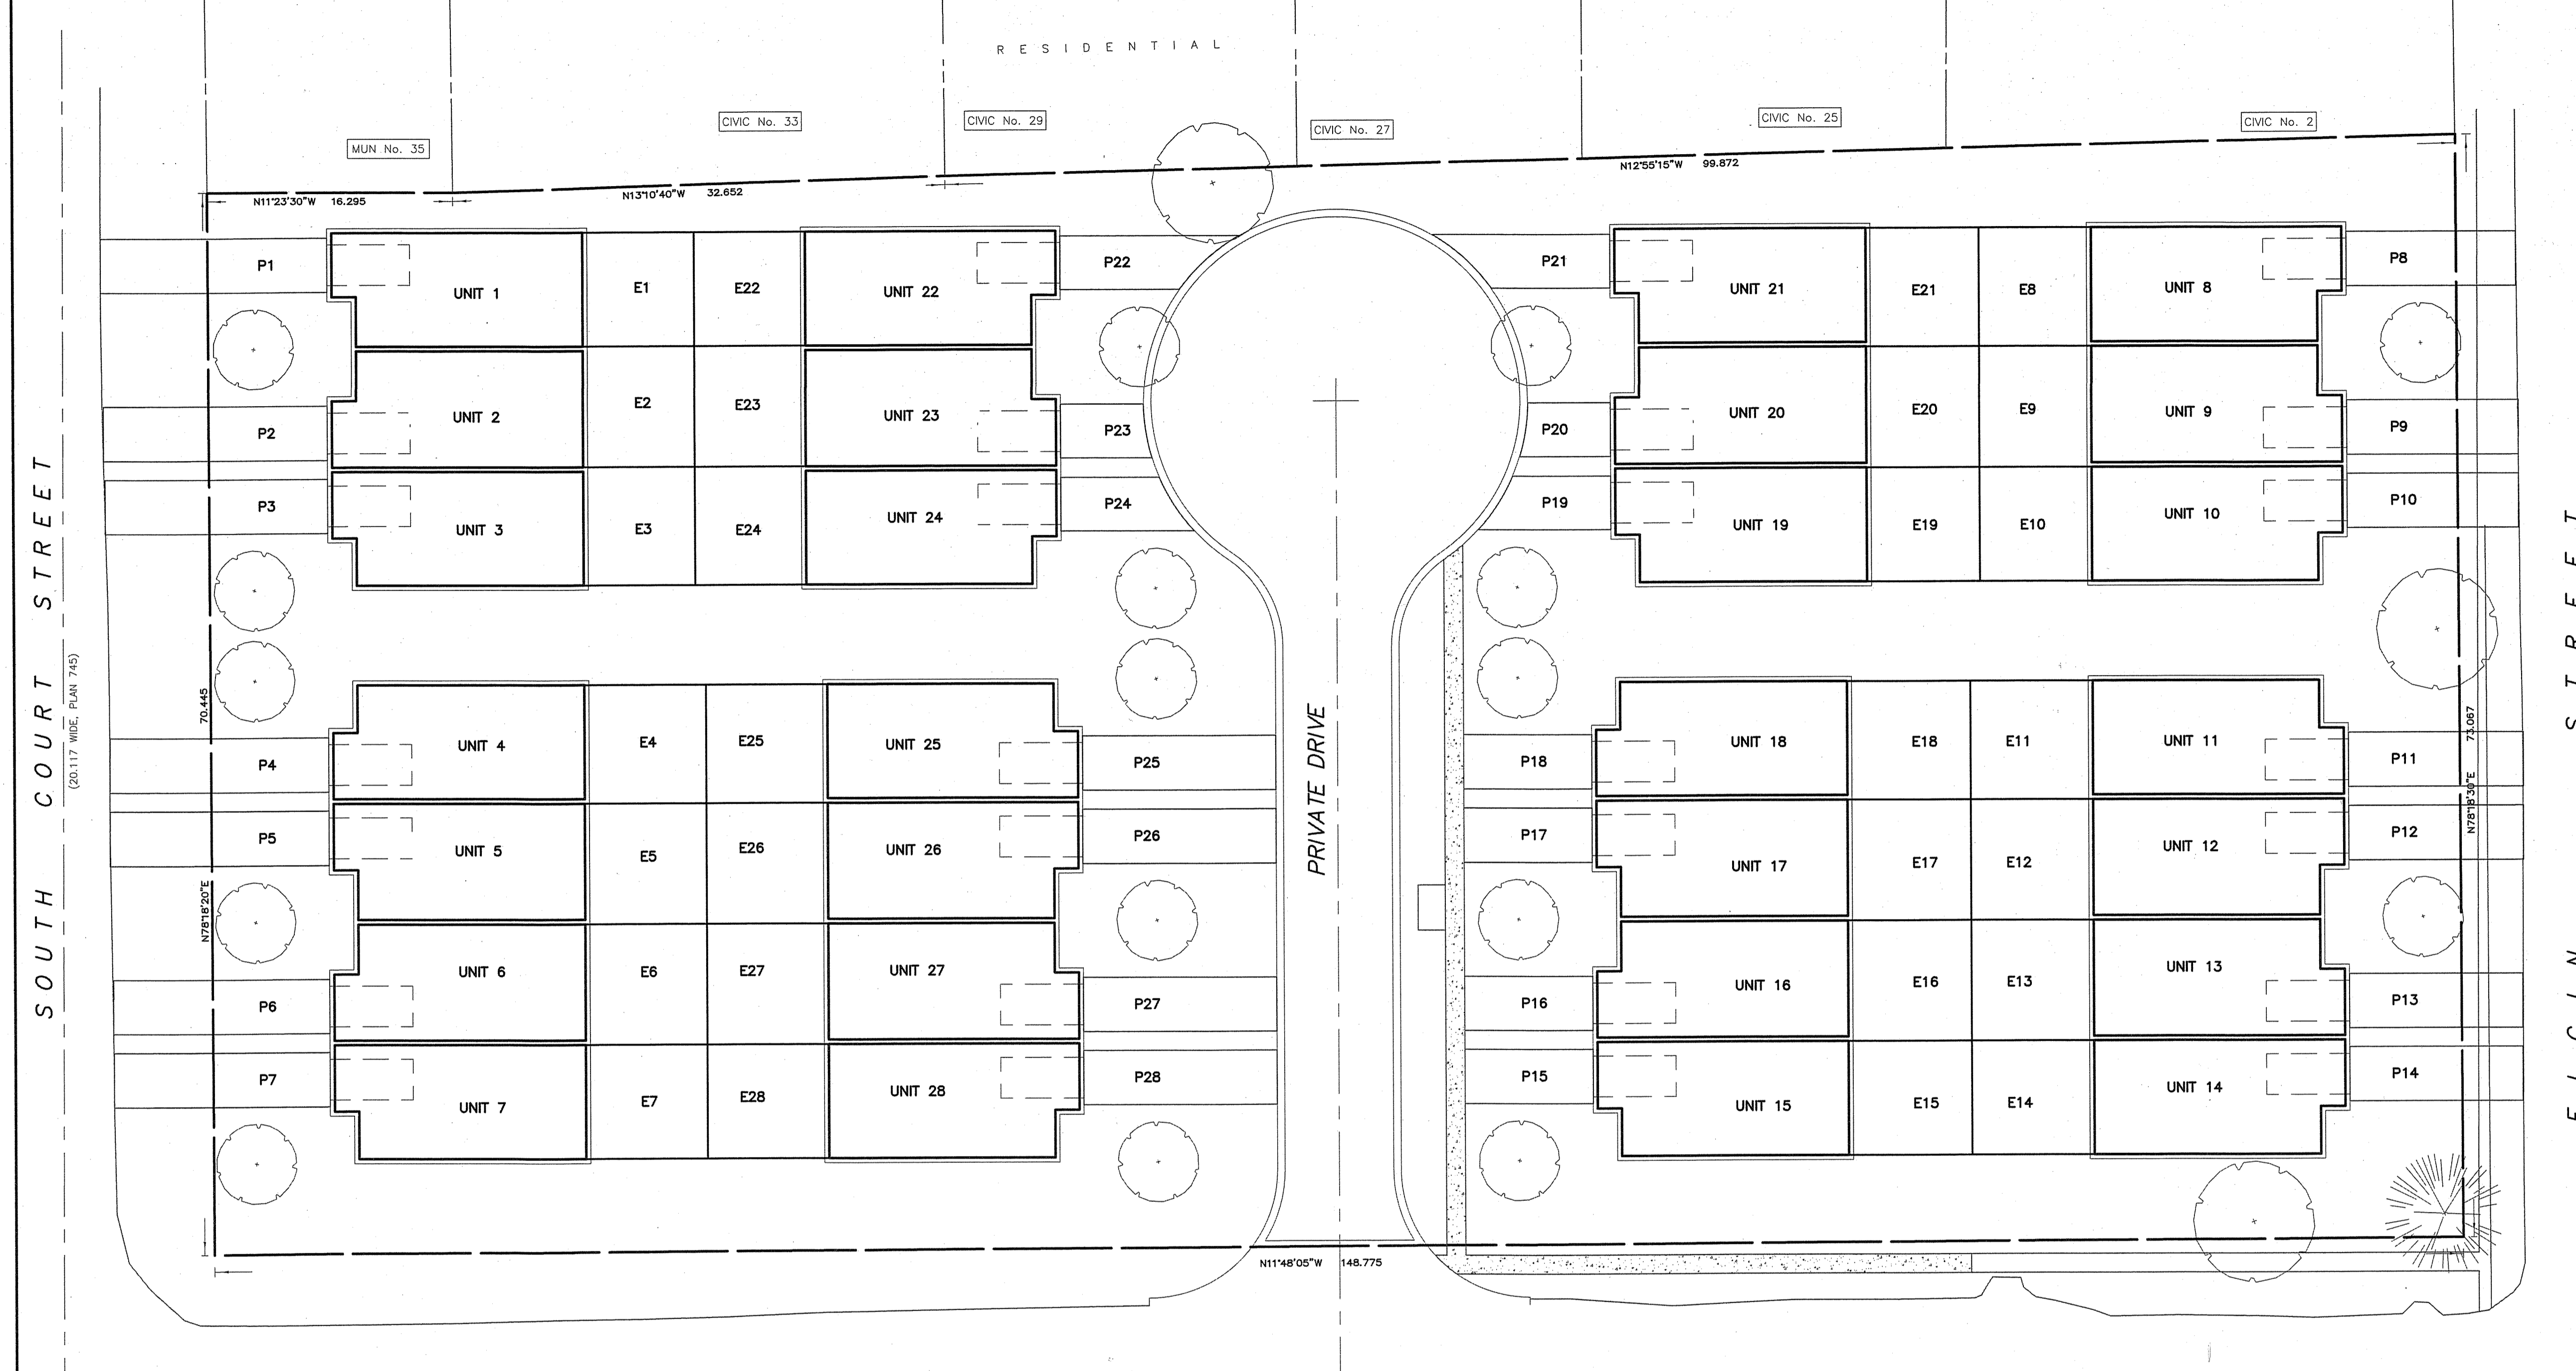 R E S I D E N T I A L
MUN No. 35
CIVIC No. 33
CIVIC No. 29
CIVIC No. 27
CIVIC No. 25
CIVIC No. 2
N11°23'30"W 16.295
N13°10'40"W 32.652
N12°55'15"W 99.872
P1 UNIT 1 E1 E22 UNIT 22 P22
P21 UNIT 21 E21 E8 UNIT 8 P8
P2 UNIT 2 E2 E23 UNIT 23 P23
P20 UNIT 20 E20 E9 UNIT 9 P9
P3 UNIT 3 E3 E24 UNIT 24 P24
P19 UNIT 19 E19 E10 UNIT 10 P10
P4 UNIT 4 E4 E25 UNIT 25 P25
P18 UNIT 18 E18 E11 UNIT 11 P11
P5 UNIT 5 E5 E26 UNIT 26 P26
P17 UNIT 17 E17 E12 UNIT 12 P12
P6 UNIT 6 E6 E27 UNIT 27 P27
P16 UNIT 16 E16 E13 UNIT 13 P13
P7 UNIT 7 E7 E28 UNIT 28 P28
P15 UNIT 15 E15 E14 UNIT 14 P14
SOUTH COURT STREET
(20.117 WIDE, PLAN 745)
N78°18'20"E 70.445
PRIVATE DRIVE
N78°18'30"E 73.067
ELGIN STREET
N11°48'05"W 148.775